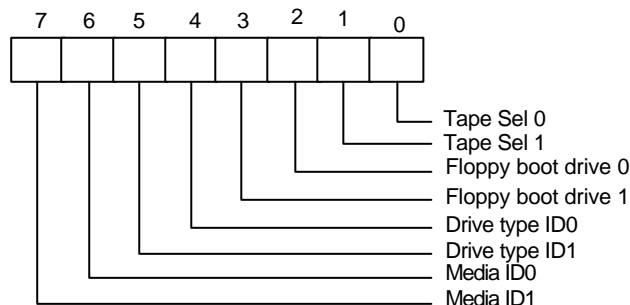 7 6 5 4 3 2 1 0
Tape Sel 0
Tape Sel 1
Floppy boot drive 0
Floppy boot drive 1
Drive type ID0
Drive type ID1
Media ID0
Media ID1